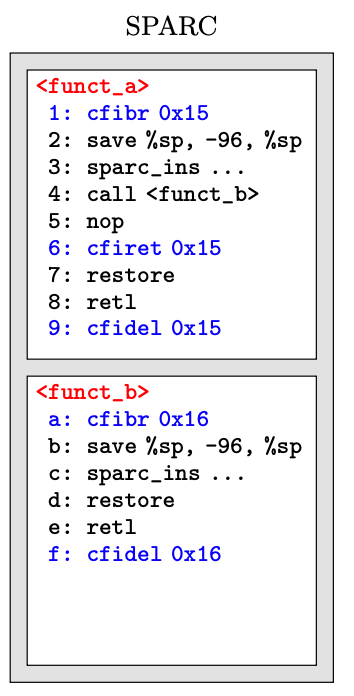 SPARC
<funct_a>
1: cfibr 0x15
2: save %sp, -96, %sp
3: sparc_ins ...
4: call <funct_b>
5: nop
6: cfiret 0x15
7: restore
8: retl
9: cfidel 0x15
<funct_b>
a: cfibr 0x16
b: save %sp, -96, %sp
c: sparc_ins ...
d: restore
e: retl
f: cfidel 0x16